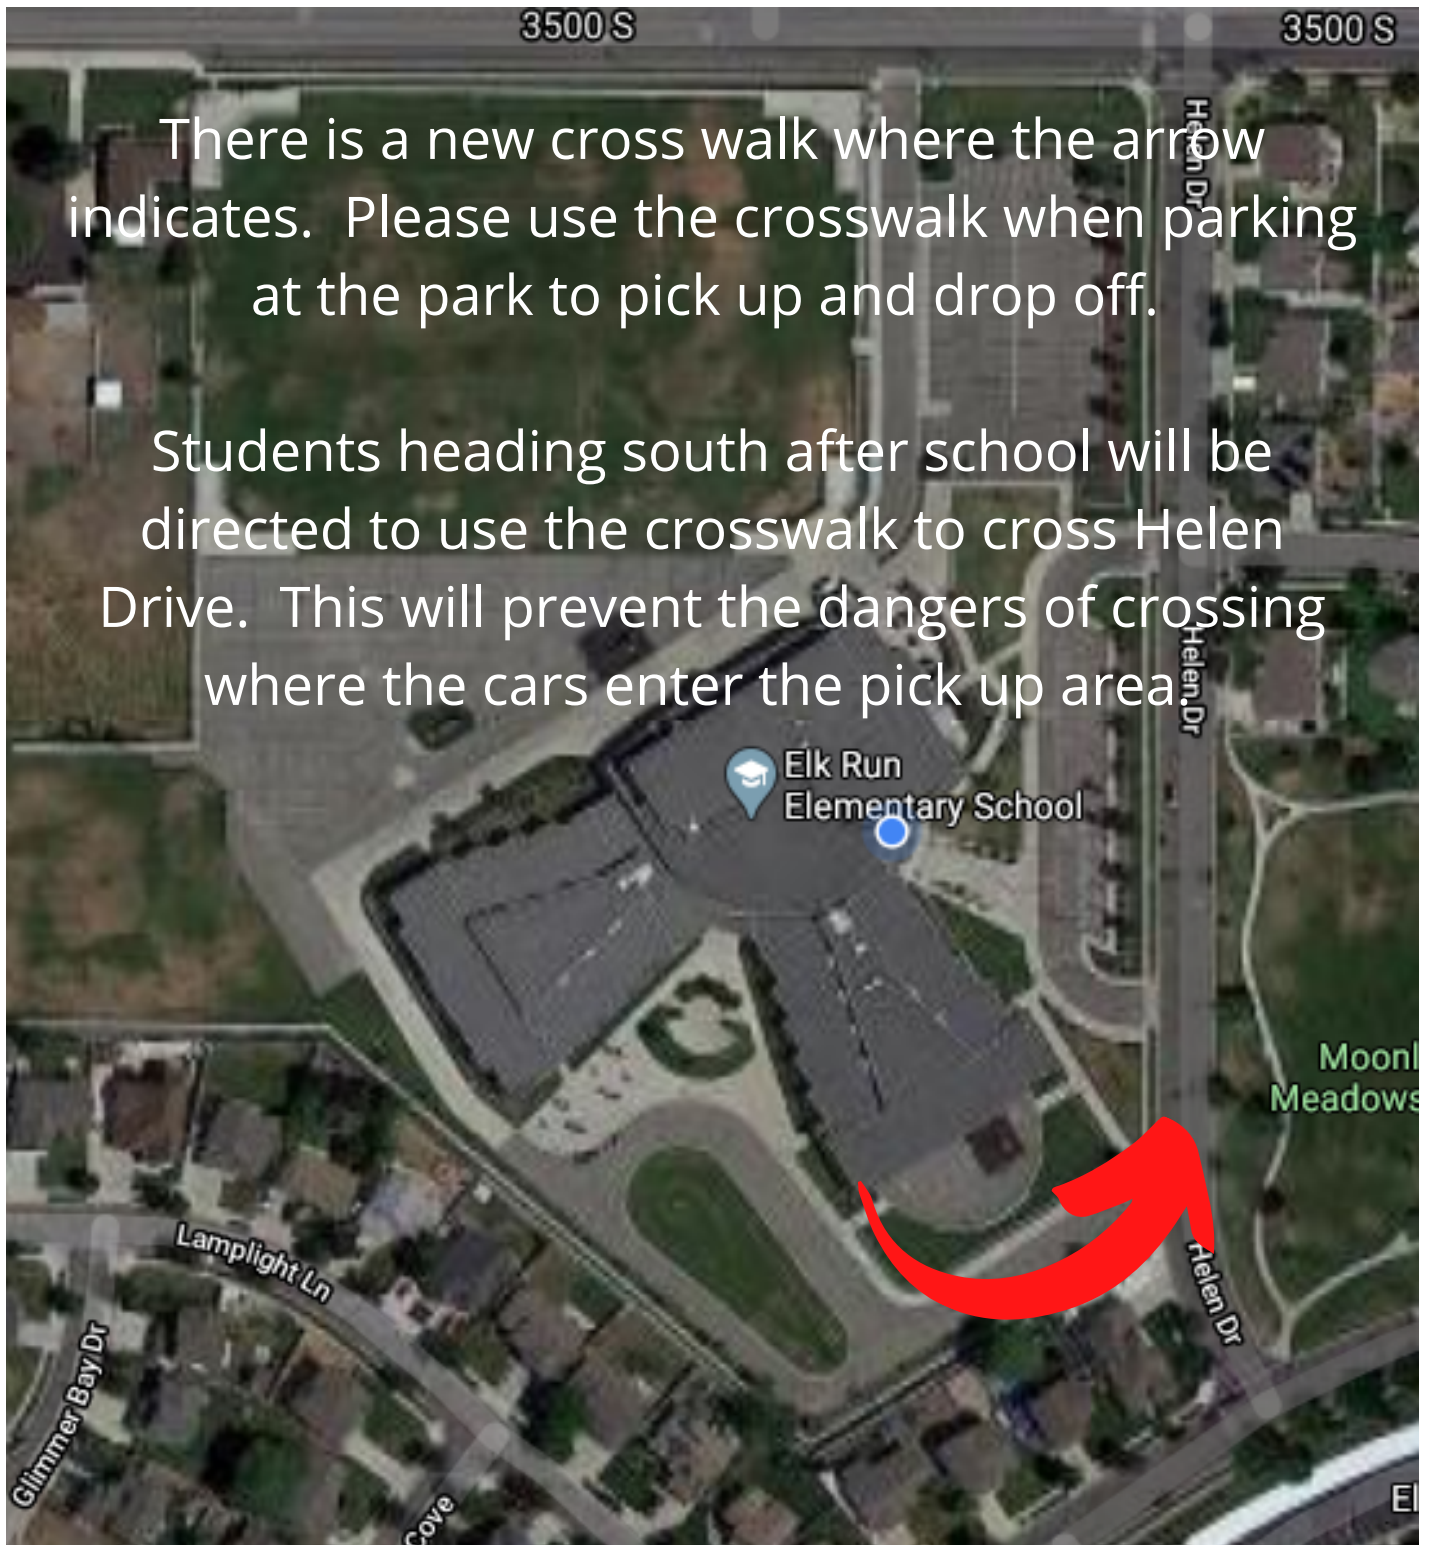 3500 S
3500 S
Helen Dr
There is a new cross walk where the arrow
indicates.  Please use the crosswalk when parking
at the park to pick up and drop off.
Students heading south after school will be
directed to use the crosswalk to cross Helen
Drive.  This will prevent the dangers of crossing
where the cars enter the pick up area.
Helen Dr
Elk Run
Elementary School
Moonl
Meadows
Lamplight Ln
Helen Dr
Glimmer Bay Dr
Cove
El